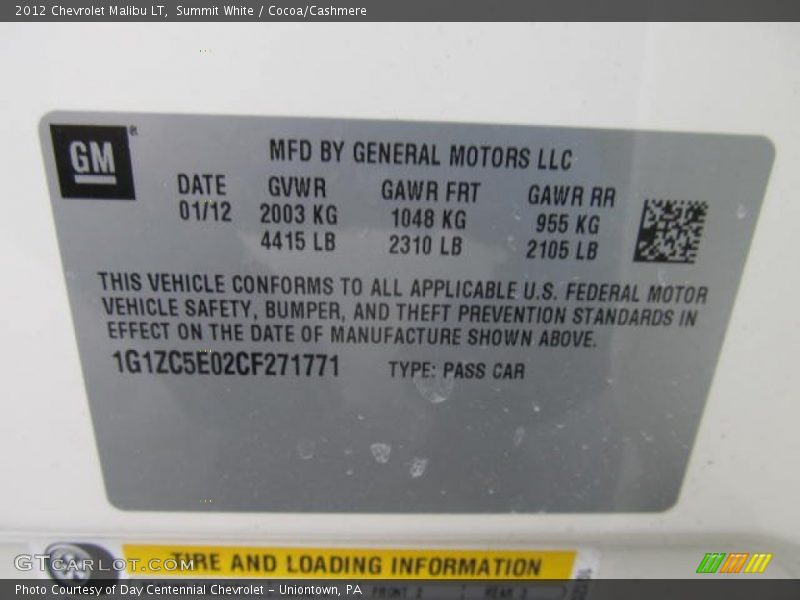 2012 Chevrolet Malibu LT,  Summit White / Cocoa/Cashmere
GM ®
MFD BY GENERAL MOTORS LLC
DATE GVWR GAWR FRT GAWR RR
01/12 2003 KG 1048 KG 955 KG
4415 LB 2310 LB 2105 LB
THIS VEHICLE CONFORMS TO ALL APPLICABLE U.S. FEDERAL MOTOR
VEHICLE SAFETY, BUMPER, AND THEFT PREVENTION STANDARDS IN
EFFECT ON THE DATE OF MANUFACTURE SHOWN ABOVE.
1G1ZC5E02CF271771 TYPE: PASS CAR
TIRE AND LOADING INFORMATION
GTCARLOT.COM
FRONT 2 REAR 3
Photo Courtesy of Day Centennial Chevrolet - Uniontown, PA